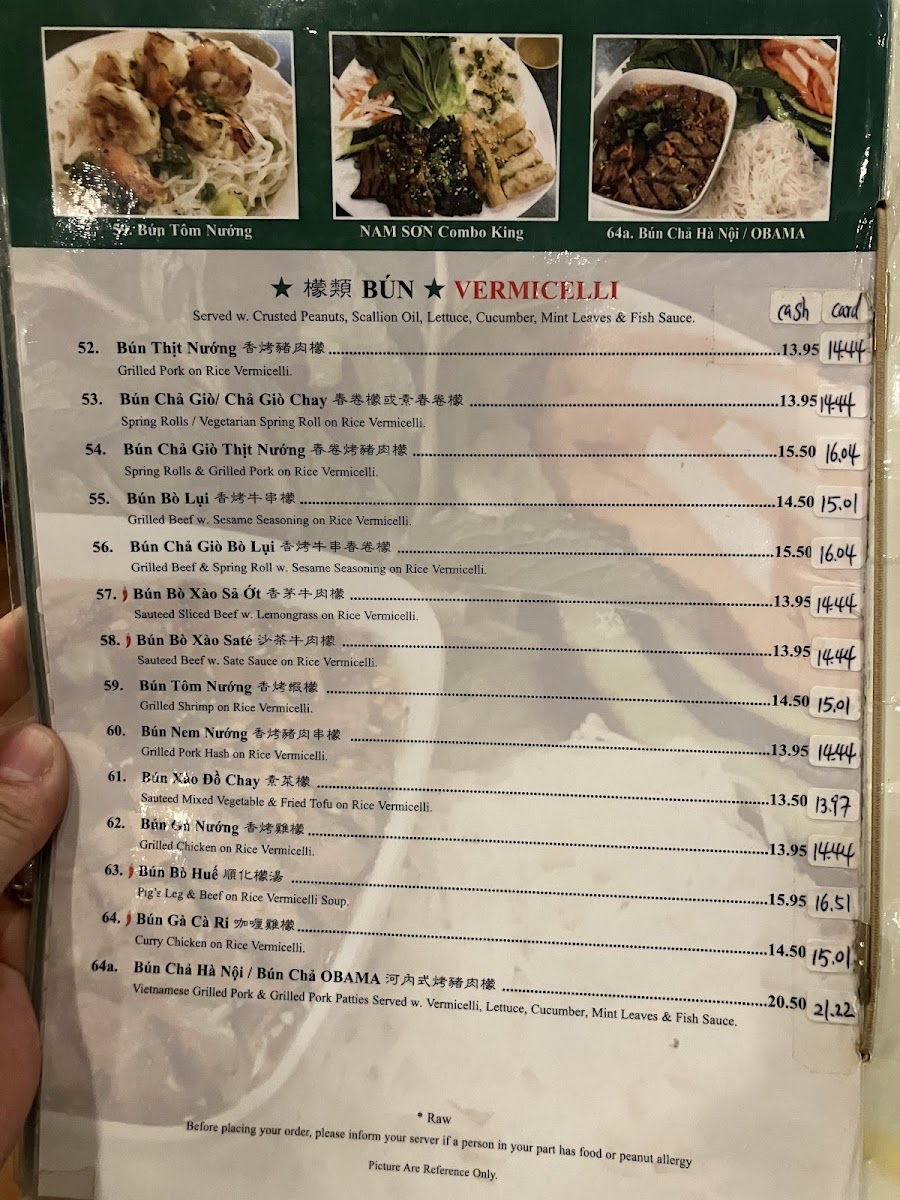 59. Bún Tôm Nướng
NAM SƠN Combo King
64a. Bún Chả Hà Nội / OBAMA
★ 檬類 BÚN ★ VERMICELLI
cash card
Served w. Crusted Peanuts, Scallion Oil, Lettuce, Cucumber, Mint Leaves & Fish Sauce.
52. Bún Thịt Nướng 香烤豬肉檬 13.95 14.44
Grilled Pork on Rice Vermicelli.
53. Bún Chả Giò/ Chả Giò Chay 春卷檬或素春卷檬 13.95 14.44
Spring Rolls / Vegetarian Spring Roll on Rice Vermicelli.
54. Bún Chả Giò Thịt Nướng 春卷烤豬肉檬 15.50 16.04
Spring Rolls & Grilled Pork on Rice Vermicelli.
55. Bún Bò Lụi 香烤牛串檬 14.50 15.01
Grilled Beef w. Sesame Seasoning on Rice Vermicelli.
56. Bún Chả Giò Bò Lụi 香烤牛串春卷檬 15.50 16.04
Grilled Beef & Spring Roll w. Sesame Seasoning on Rice Vermicelli.
57. Bún Bò Xào Sả Ớt 香茅牛肉檬 13.95 14.44
Sauteed Sliced Beef w. Lemongrass on Rice Vermicelli.
58. Bún Bò Xào Saté 沙茶牛肉檬 13.95 14.44
Sauteed Beef w. Sate Sauce on Rice Vermicelli.
59. Bún Tôm Nướng 香烤蝦檬 14.50 15.01
Grilled Shrimp on Rice Vermicelli.
60. Bún Nem Nướng 香烤豬肉串檬 13.95 14.44
Grilled Pork Hash on Rice Vermicelli.
61. Bún Xào Đồ Chay 素菜檬 13.50 13.97
Sauteed Mixed Vegetable & Fried Tofu on Rice Vermicelli.
62. Bún Gà Nướng 香烤雞檬 13.95 14.44
Grilled Chicken on Rice Vermicelli.
63. Bún Bò Huế 順化檬湯 15.95 16.51
Pig's Leg & Beef on Rice Vermicelli Soup.
64. Bún Gà Cà Ri 咖喱雞檬 14.50 15.01
Curry Chicken on Rice Vermicelli.
64a. Bún Chả Hà Nội / Bún Chả OBAMA 河內式烤豬肉檬 20.50 21.22
Vietnamese Grilled Pork & Grilled Pork Patties Served w. Vermicelli, Lettuce, Cucumber, Mint Leaves & Fish Sauce.
* Raw
Before placing your order, please inform your server if a person in your part has food or peanut allergy
Picture Are Reference Only.